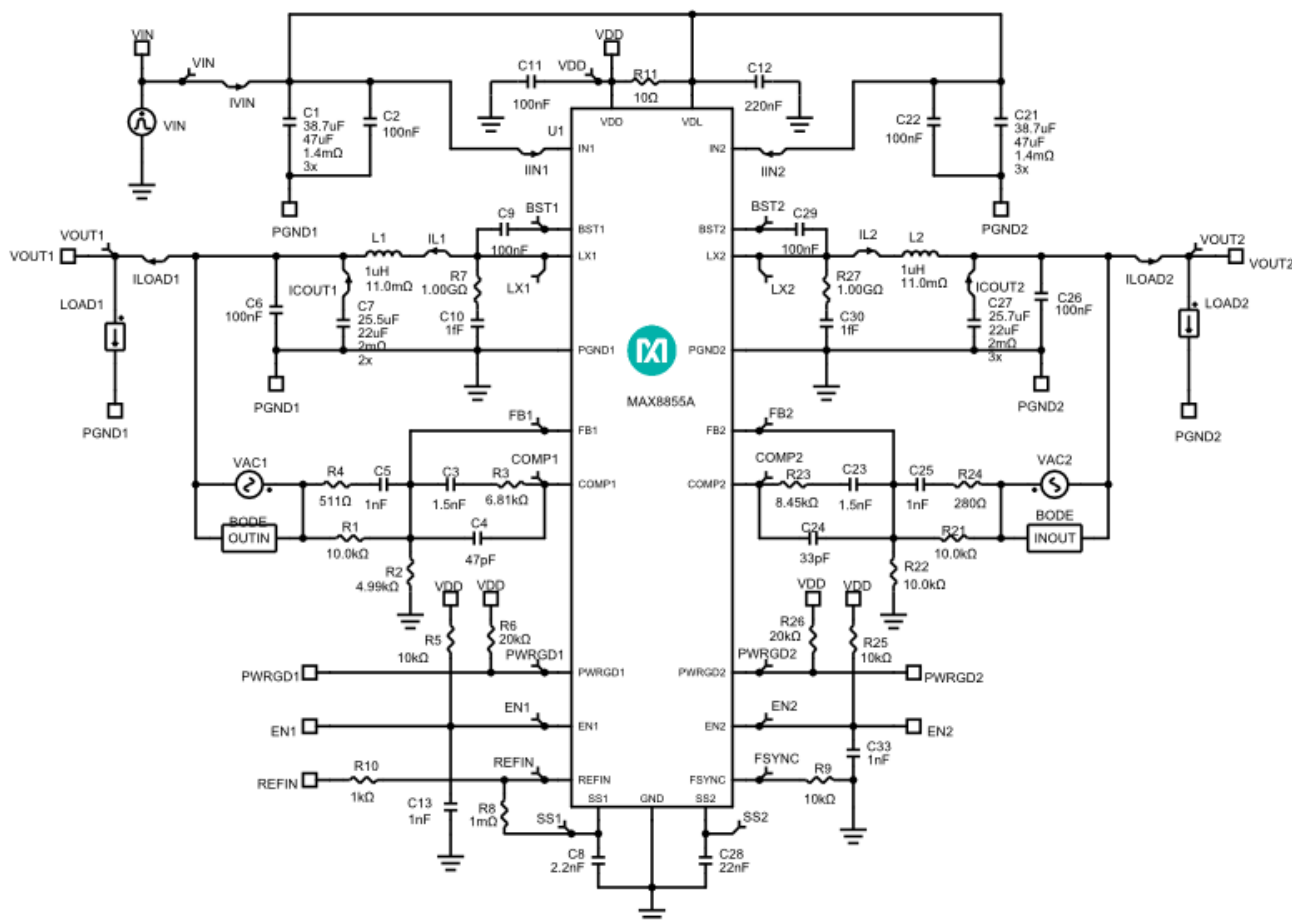 VIN
VIN
IVIN
VIN
C1
38.7uF
47uF
1.4mΩ
3x
C2
100nF
PGND1
C11
100nF
VDD
VDD
R11
10Ω
C12
220nF
C22
100nF
C21
38.7uF
47uF
1.4mΩ
3x
PGND2
U1
VDD
VDL
IN1
IN2
IIN1
IIN2
BST1
C9
100nF
BST1
BST2
BST2
C29
100nF
VOUT1
VOUT1
ILOAD1
L1
1uH
11.0mΩ
IL1
LX1
LX1
LX2
LX2
IL2
L2
1uH
11.0mΩ
ILOAD2
VOUT2
VOUT2
LOAD1
PGND1
C6
100nF
PGND1
ICOUT1
C7
25.5uF
22uF
2mΩ
2x
R7
1.00GΩ
C10
1fF
PGND1
MAX8855A
PGND2
R27
1.00GΩ
C30
1fF
ICOUT2
C27
25.7uF
22uF
2mΩ
3x
C26
100nF
PGND2
LOAD2
PGND2
FB1
FB1
FB2
FB2
VAC1
R4
511Ω
C5
1nF
C3
1.5nF
R3
6.81kΩ
COMP1
COMP1
COMP2
COMP2
R23
8.45kΩ
C23
1.5nF
C25
1nF
R24
280Ω
VAC2
BODE
OUTIN
R1
10.0kΩ
C4
47pF
C24
33pF
R21
10.0kΩ
BODE
INOUT
R2
4.99kΩ
R22
10.0kΩ
VDD
VDD
R5
10kΩ
R6
20kΩ
VDD
VDD
R26
20kΩ
R25
10kΩ
PWRGD1
PWRGD1
PWRGD1
PWRGD2
PWRGD2
PWRGD2
EN1
EN1
EN1
EN2
EN2
EN2
C33
1nF
REFIN
R10
1kΩ
REFIN
REFIN
FSYNC
FSYNC
R9
10kΩ
C13
1nF
R8
1mΩ
SS1
GND
SS2
SS1
SS2
C8
2.2nF
C28
22nF